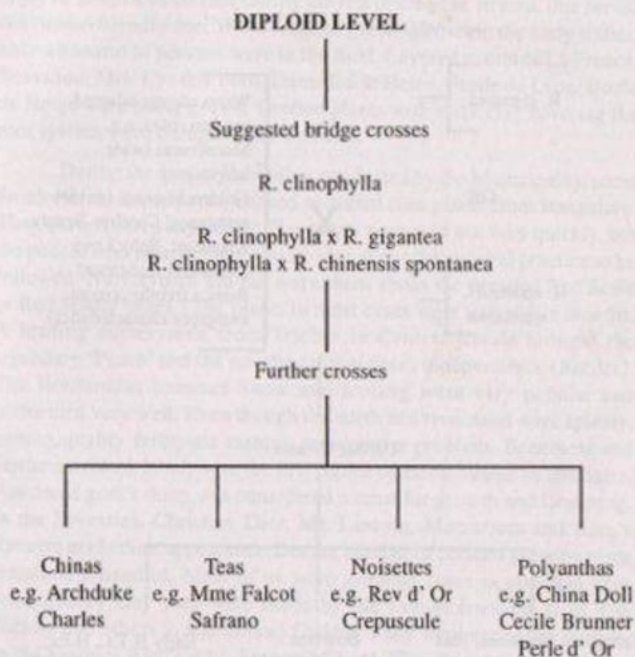 DIPLOID LEVEL
Suggested bridge crosses
R. clinophylla
R. clinophylla x R. gigantea
R. clinophylla x R. chinensis spontanea
Further crosses
Chinas
e.g. Archduke
Charles
Teas
e.g. Mme Falcot
Safrano
Noisettes
e.g. Rev d' Or
Crepuscule
Polyanthas
e.g. China Doll
Cecile Brunner
Perle d' Or